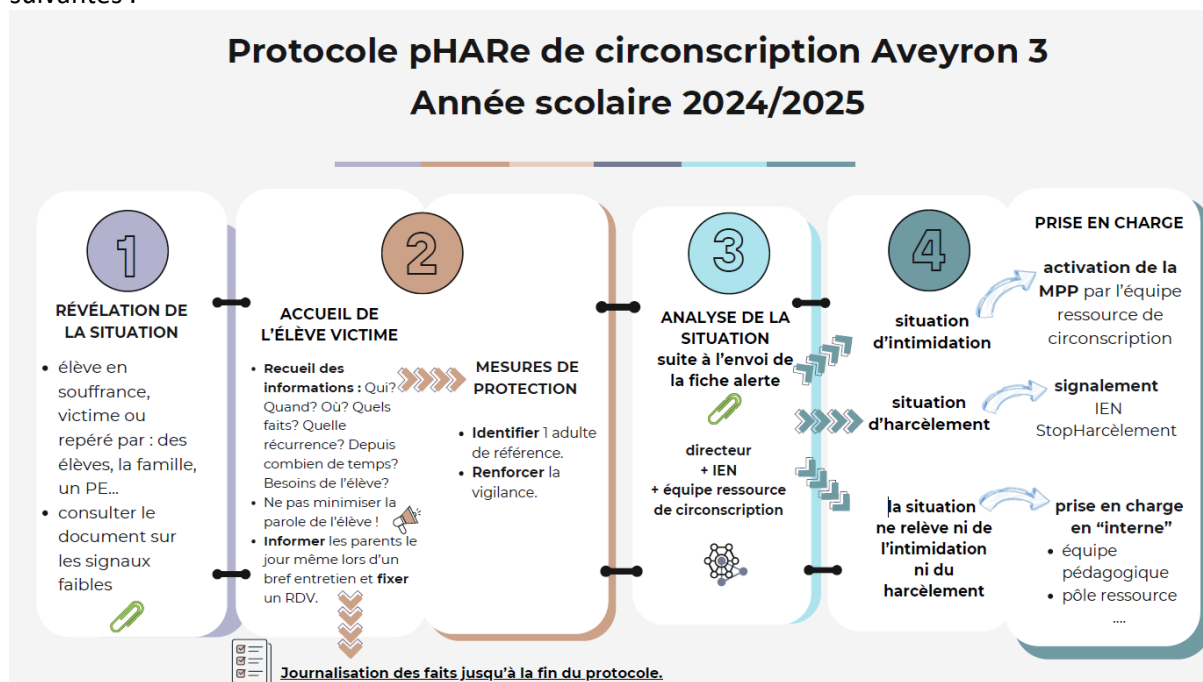 suivantes :
Protocole pHARe de circonscription Aveyron 3
Année scolaire 2024/2025
1
RÉVÉLATION DE
LA SITUATION
• élève en
souffrance,
victime ou
repéré par : des
élèves, la famille,
un PE...
• consulter le
document sur
les signaux
faibles
2
ACCUEIL DE
L'ÉLÈVE VICTIME
• Recueil des
informations : Qui?
Quand? Où? Quels
faits? Quelle
récurrence? Depuis
combien de temps?
Besoins de l'élève?
• Ne pas minimiser la
parole de l'élève !
• Informer les parents le
jour même lors d'un
bref entretien et fixer
un RDV.
MESURES DE
PROTECTION
• Identifier 1 adulte
de référence.
• Renforcer la
vigilance.
Journalisation des faits jusqu'à la fin du protocole.
3
ANALYSE DE LA
SITUATION
suite à l'envoi de
la fiche alerte
directeur
+ IEN
+ équipe ressource
de circonscription
4
situation
d'intimidation
situation
d'harcèlement
la situation
ne relève ni de
l'intimidation
ni du
harcèlement
PRISE EN CHARGE
activation de la
MPP par l'équipe
ressource de
circonscription
signalement
IEN
StopHarcèlement
prise en charge
en "interne"
• équipe
pédagogique
• pôle ressource
....